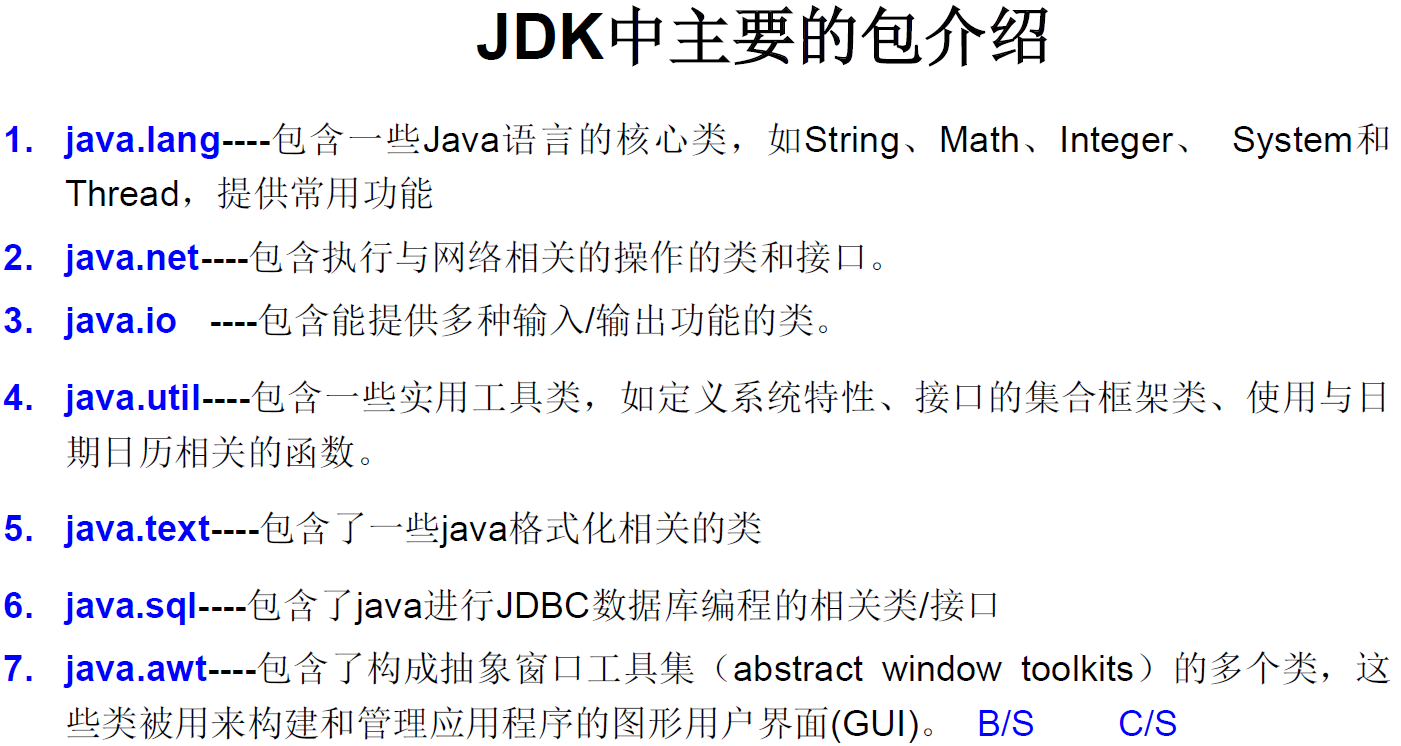 JDK中主要的包介绍
1. java.lang----包含一些Java语言的核心类，如String、Math、Integer、 System和
Thread，提供常用功能
2. java.net----包含执行与网络相关的操作的类和接口。
3. java.io ----包含能提供多种输入/输出功能的类。
4. java.util----包含一些实用工具类，如定义系统特性、接口的集合框架类、使用与日
期日历相关的函数。
5. java.text----包含了一些java格式化相关的类
6. java.sql----包含了java进行JDBC数据库编程的相关类/接口
7. java.awt----包含了构成抽象窗口工具集（abstract window toolkits）的多个类，这
些类被用来构建和管理应用程序的图形用户界面(GUI)。 B/S C/S